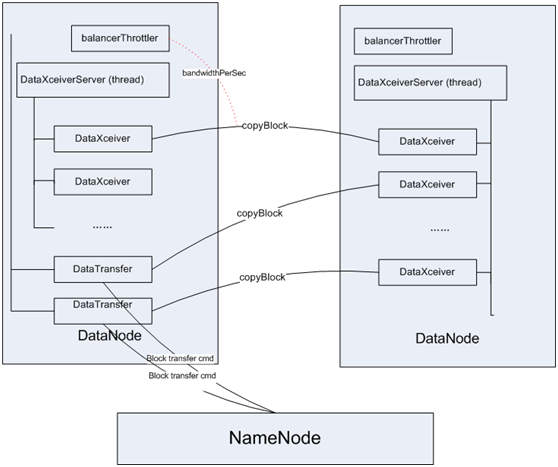 balancerThrottler
bandwidthPerSec
DataXceiverServer (thread)
DataXceiver
DataXceiver
......
DataTransfer
DataTransfer
DataNode
copyBlock
copyBlock
copyBlock
balancerThrottler
DataXceiverServer (thread)
DataXceiver
DataXceiver
......
DataXceiver
DataNode
Block transfer cmd
Block transfer cmd
NameNode